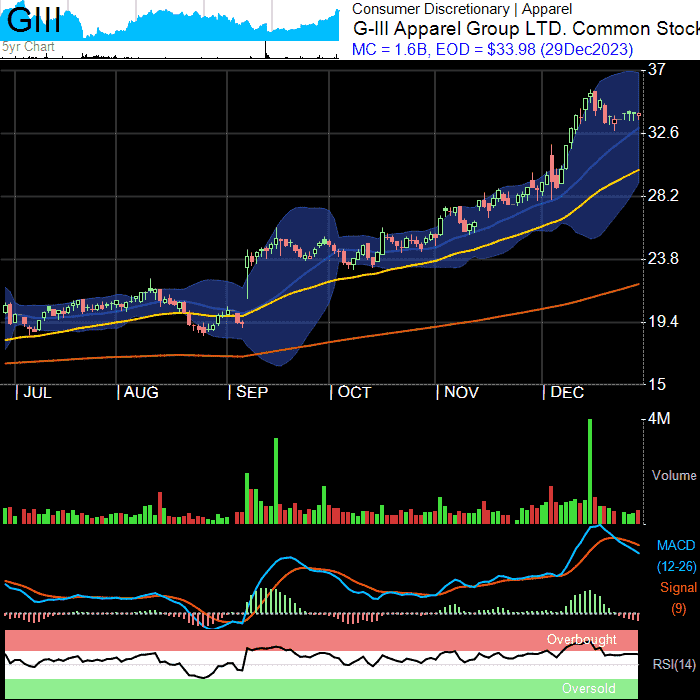 GIII
5yr Chart
Consumer Discretionary | Apparel
G-III Apparel Group LTD. Common Stock
MC = 1.6B, EOD = $33.98 (29Dec2023)
37
32.6
28.2
23.8
19.4
15
|JUL |AUG |SEP |OCT |NOV |DEC
4M
Volume
MACD
(12-26)
Signal
(9)
Overbought
RSI(14)
Oversold